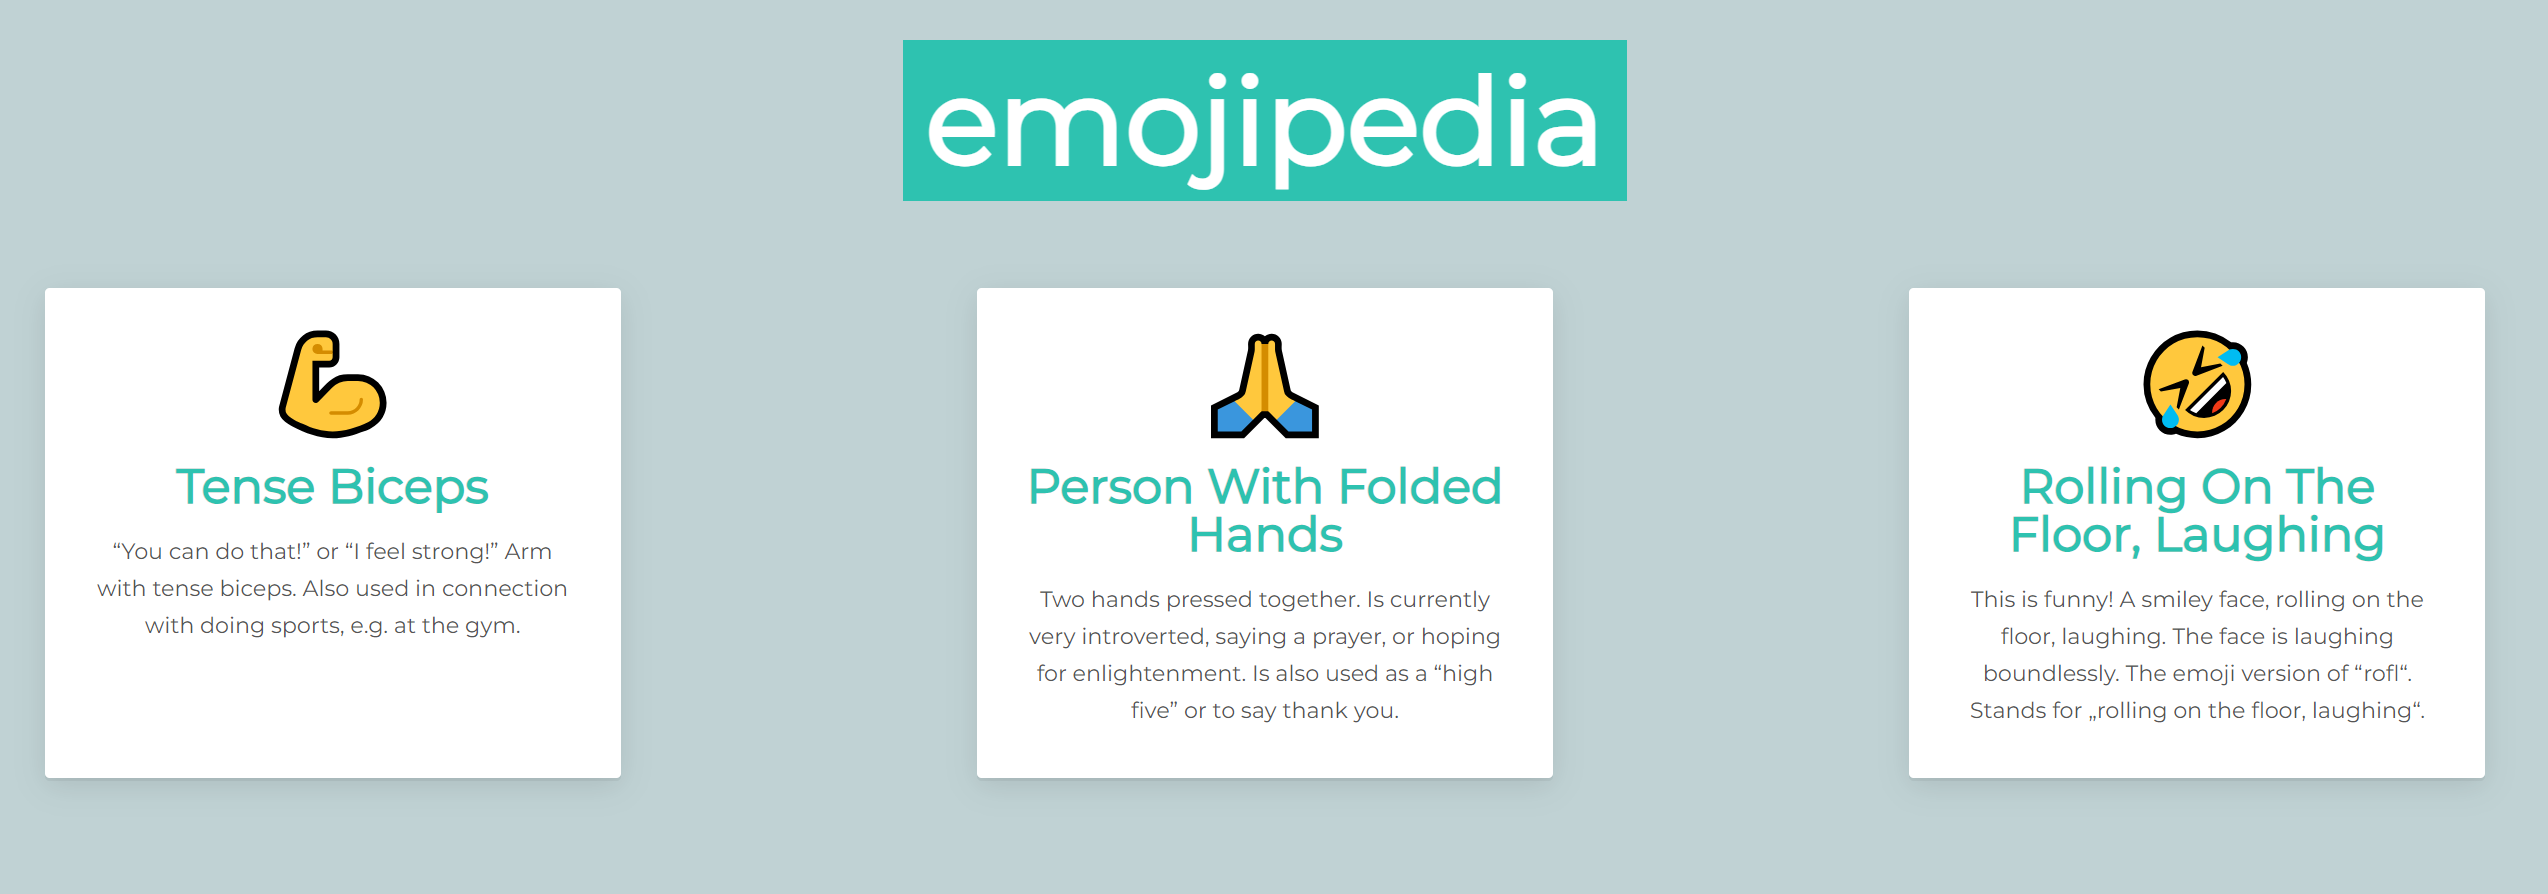 emojipedia
Tense Biceps
“You can do that!” or “I feel strong!” Arm
with tense biceps. Also used in connection
with doing sports, e.g. at the gym.
Person With Folded
Hands
Two hands pressed together. Is currently
very introverted, saying a prayer, or hoping
for enlightenment. Is also used as a “high
five” or to say thank you.
Rolling On The
Floor, Laughing
This is funny! A smiley face, rolling on the
floor, laughing. The face is laughing
boundlessly. The emoji version of “rofl“.
Stands for „rolling on the floor, laughing“.